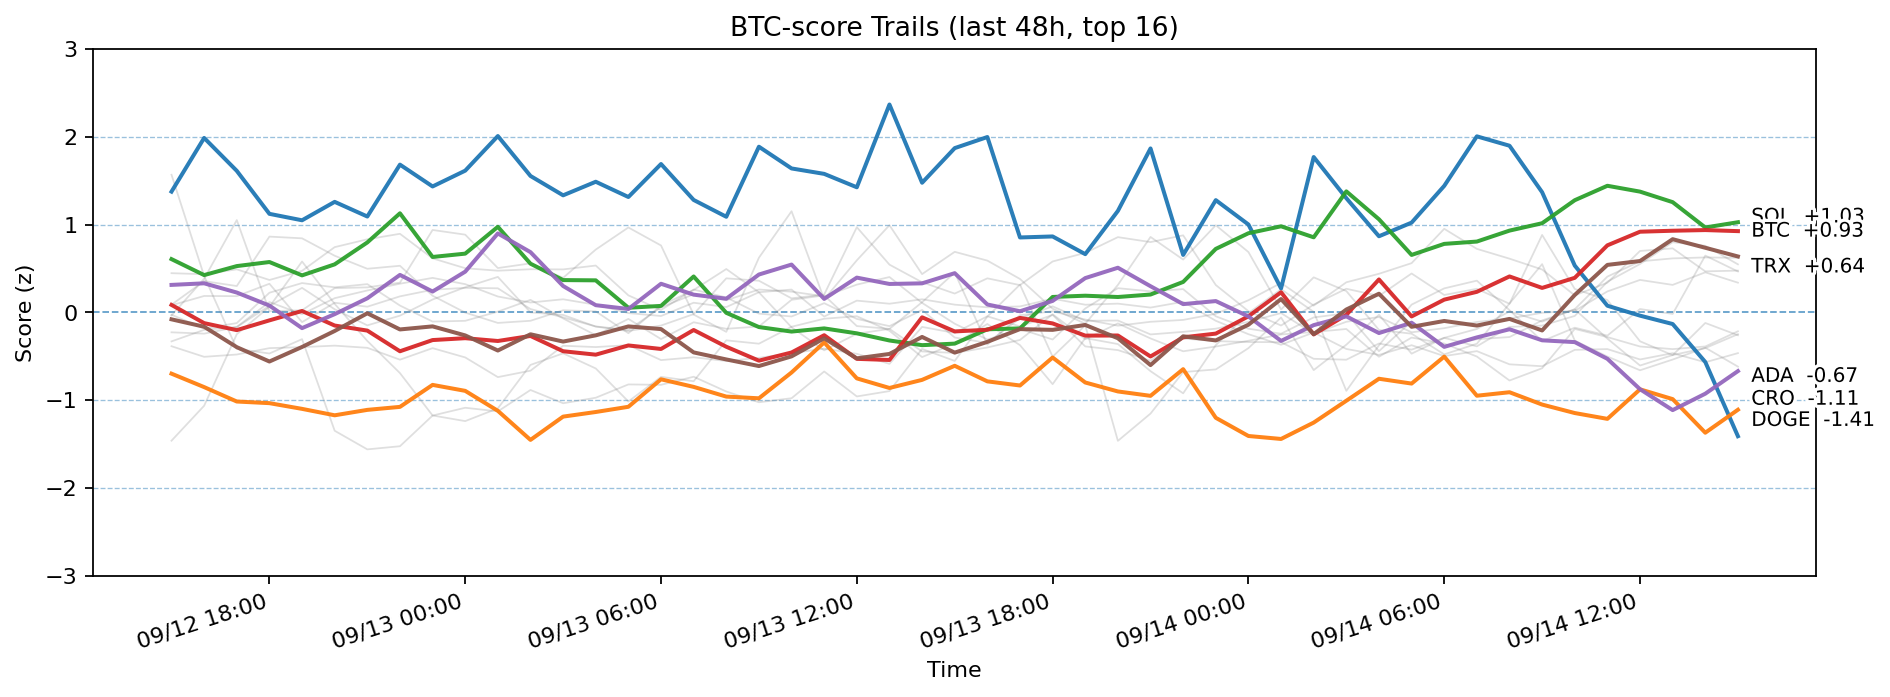 BTC-score Trails (last 48h, top 16)
Score (z)
3
2
1
0
−1
−2
−3
SOL +1.03
BTC +0.93
TRX +0.64
ADA -0.67
CRO -1.11
DOGE -1.41
09/12 18:00
09/13 00:00
09/13 06:00
09/13 12:00
09/13 18:00
09/14 00:00
09/14 06:00
09/14 12:00
Time